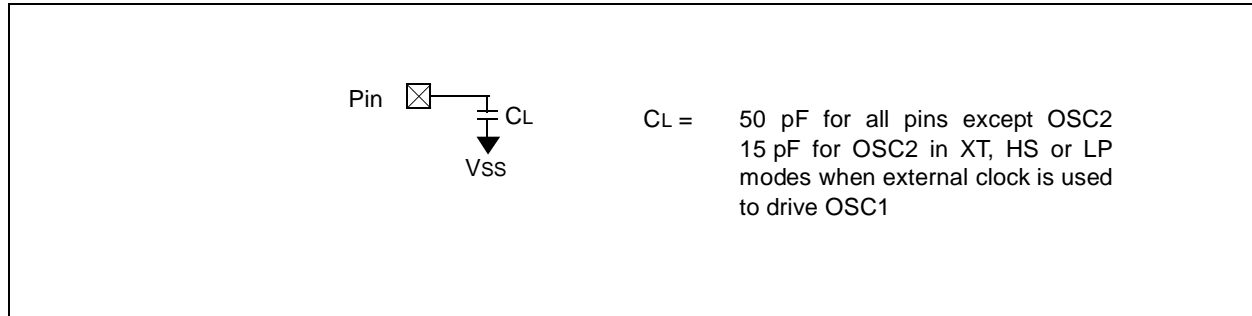 Pin
CL
VSS
CL = 50 pF for all pins except OSC2
15 pF for OSC2 in XT, HS or LP
modes when external clock is used
to drive OSC1